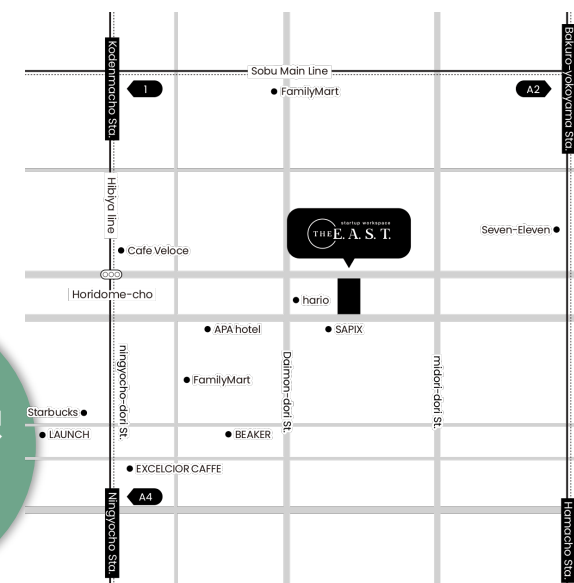 Kodenmacho Sta.
Bakuro-yokoyama Sta.
Sobu Main Line
1
FamilyMart
A2
Hibiya line
startup workspace
THE E. A. S. T.
Seven-Eleven
Cafe Veloce
Horidome-cho
hario
APA hotel
SAPIX
ningyocho-dori St.
Daimon-dori St.
midori-dori St.
FamilyMart
Starbucks
LAUNCH
BEAKER
EXCELCIOR CAFFE
A4
Ningyocho Sta.
Hamacho Sta.